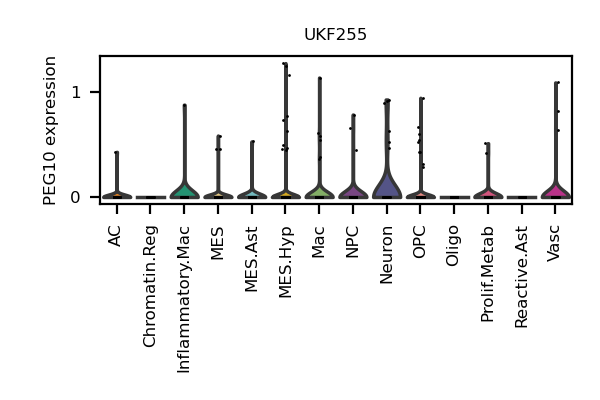 UKF255
PEG10 expression
1
0
AC
Chromatin.Reg
Inflammatory.Mac
MES
MES.Ast
MES.Hyp
Mac
NPC
Neuron
OPC
Oligo
Prolif.Metab
Reactive.Ast
Vasc